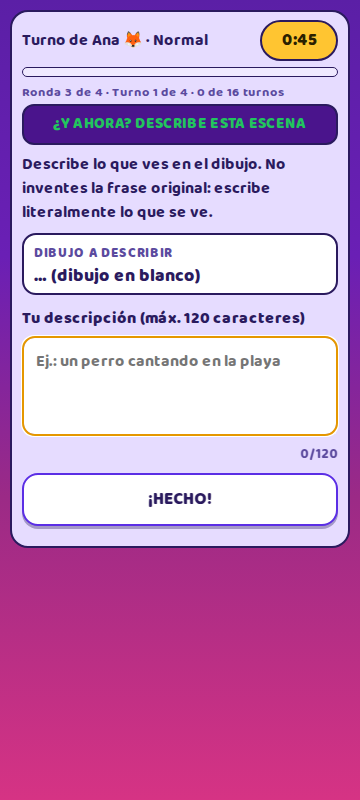 Turno de Ana 🦊 · Normal
0:45
Ronda 3 de 4 · Turno 1 de 4 · 0 de 16 turnos
¿Y AHORA? DESCRIBE ESTA ESCENA
Describe lo que ves en el dibujo. No
inventes la frase original: escribe
literalmente lo que se ve.
DIBUJO A DESCRIBIR
... (dibujo en blanco)
Tu descripción (máx. 120 caracteres)
Ej.: un perro cantando en la playa
0/120
¡HECHO!